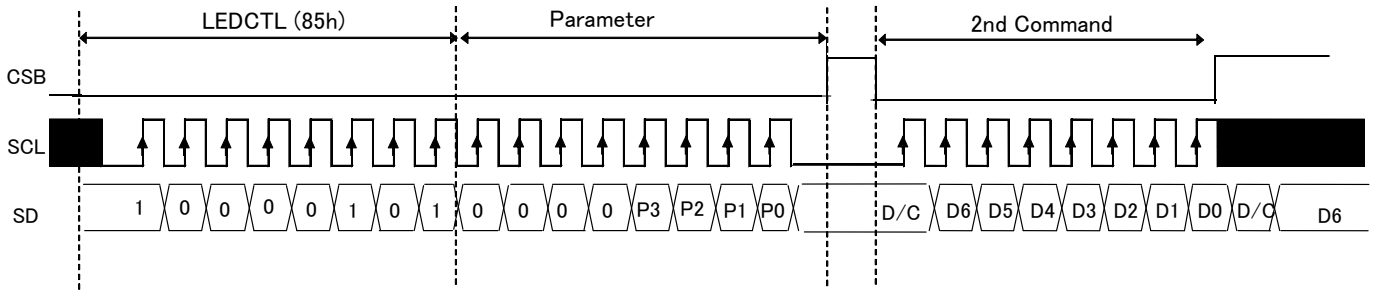 LEDCTL (85h) Parameter 2nd Command
CSB
SCL
SD 1 0 0 0 0 1 0 1 0 0 0 0 P3 P2 P1 P0 D/C D6 D5 D4 D3 D2 D1 D0 D/C D6